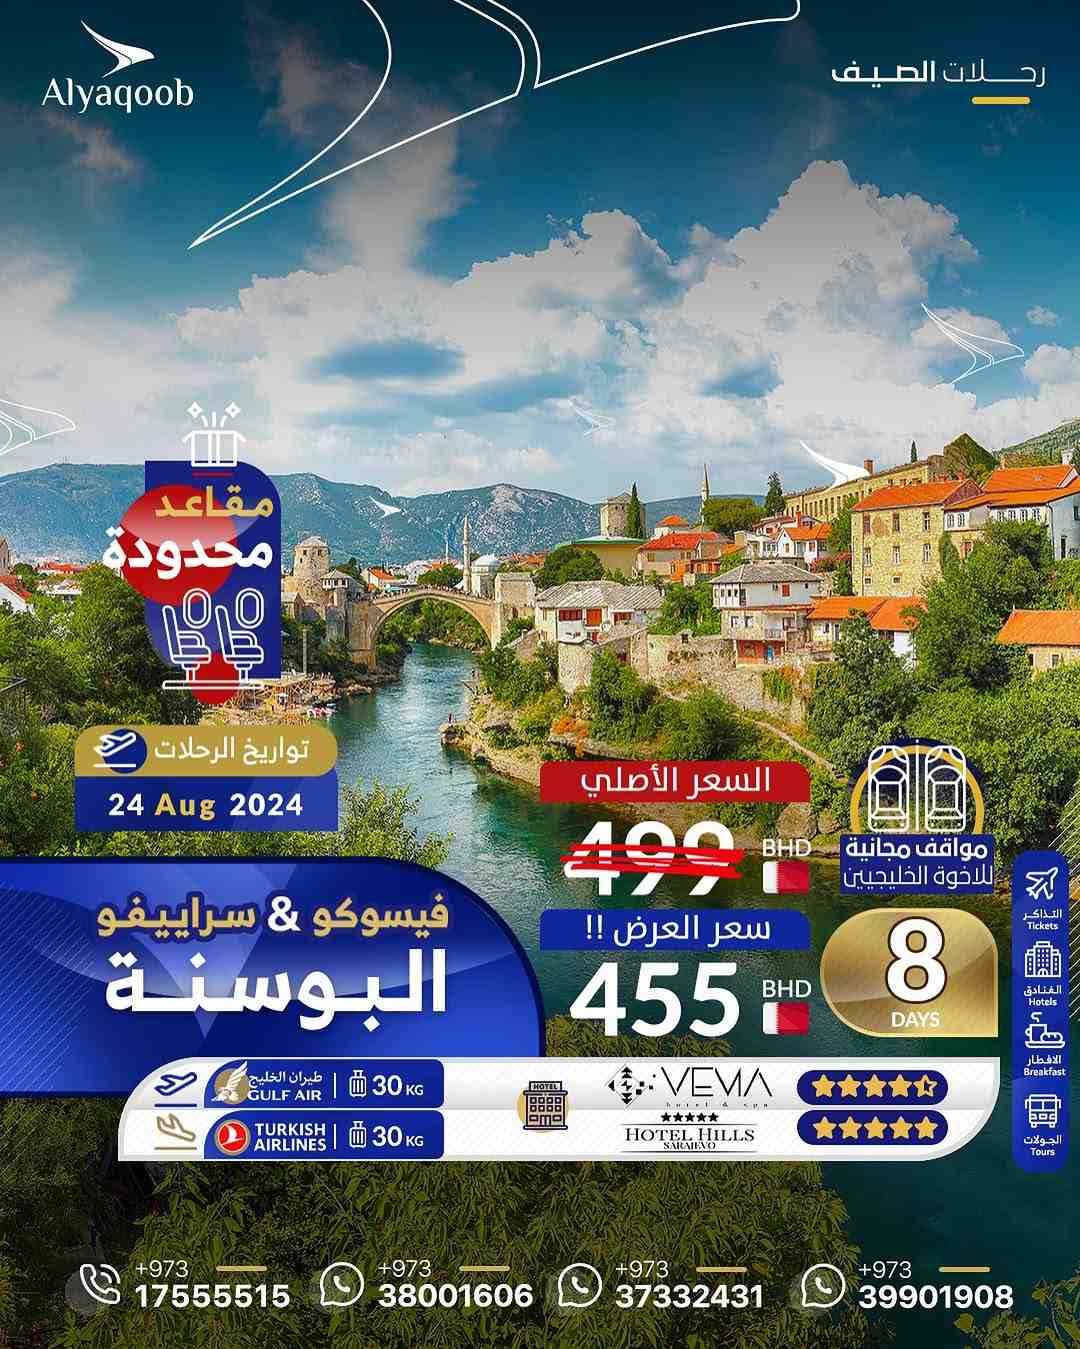 Alyaqoob
رحلات الصيف
مقاعد
محدودة
تواريخ الرحلات
24 Aug 2024
السعر الأصلي
499 BHD
سعر العرض !!
455 BHD
مواقف مجانية
للاخوة الخليجيين
8
DAYS
فيسوكو & سراييفو
البوسنة
التذاكر
Tickets
الفنادق
Hotels
الافطار
Breakfast
الجولات
Tours
طيران الخليج
GULF AIR
30 KG
TURKISH
AIRLINES
30 KG
HOTEL
VEMA
hotel & spa
HOTEL HILLS
SARAJEVO
+973
17555515
+973
38001606
+973
37332431
+973
39901908